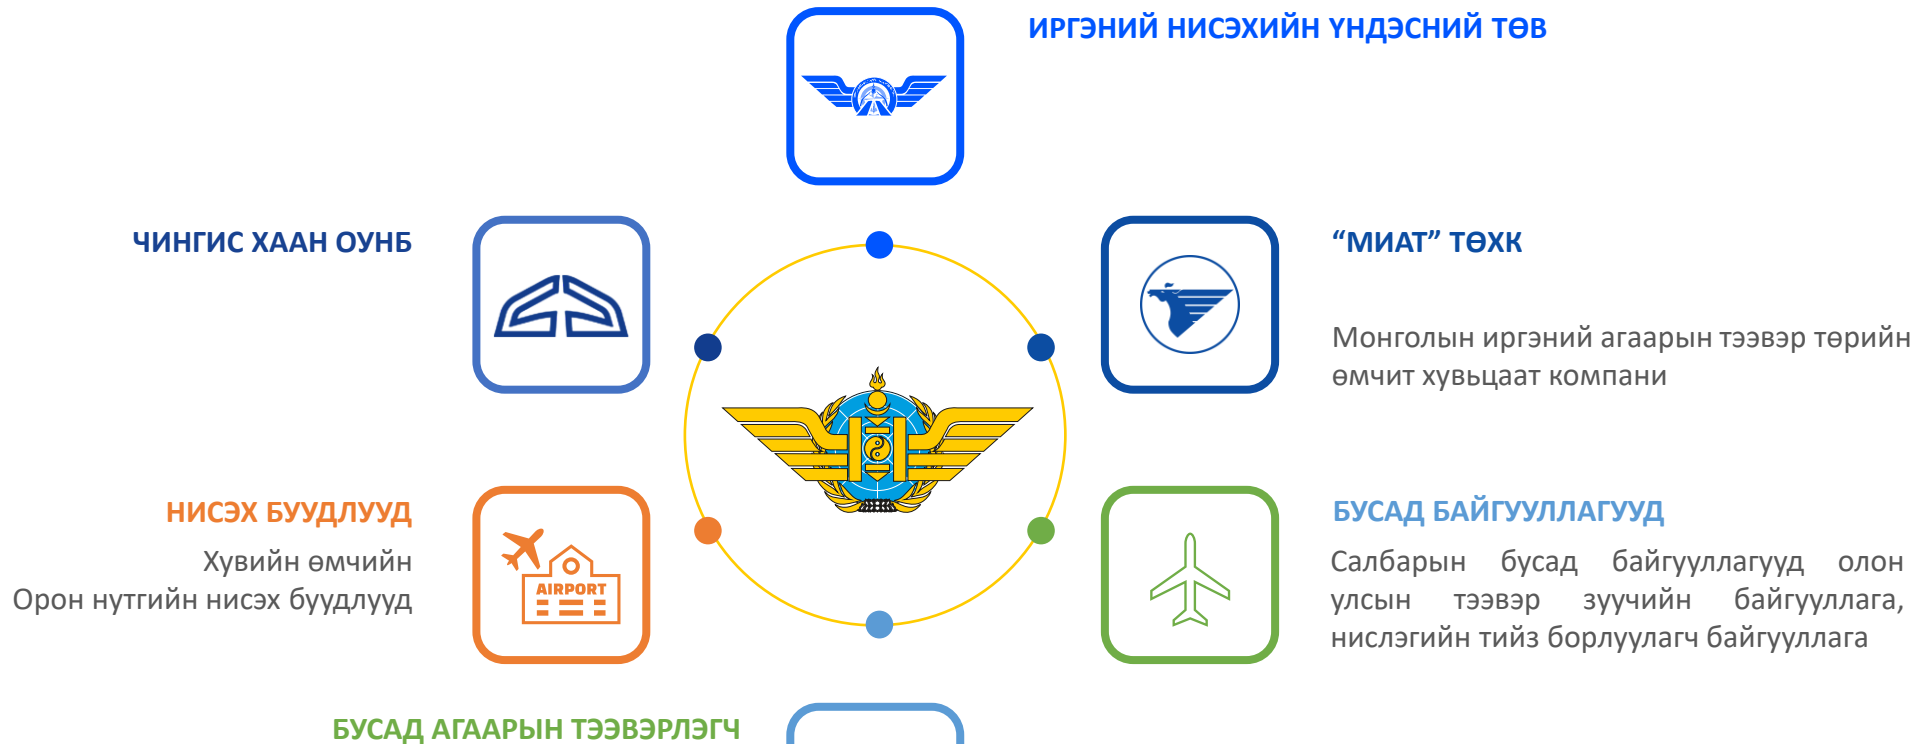 ИРГЭНИЙ НИСЭХИЙН ҮНДЭСНИЙ ТӨВ
ЧИНГИС ХААН ОУНБ
“МИАТ” ТӨХК
Монголын иргэний агаарын тээвэр төрийн
өмчит хувьцаат компани
НИСЭХ БУУДЛУУД
Хувийн өмчийн
Орон нутгийн нисэх буудлууд
AIRPORT
БУСАД БАЙГУУЛЛАГУУД
Салбарын бусад байгууллагууд олон
улсын тээвэр зуучийн байгууллага,
нислэгийн тийз борлуулагч байгууллага
БУСАД АГААРЫН ТЭЭВЭРЛЭГЧ